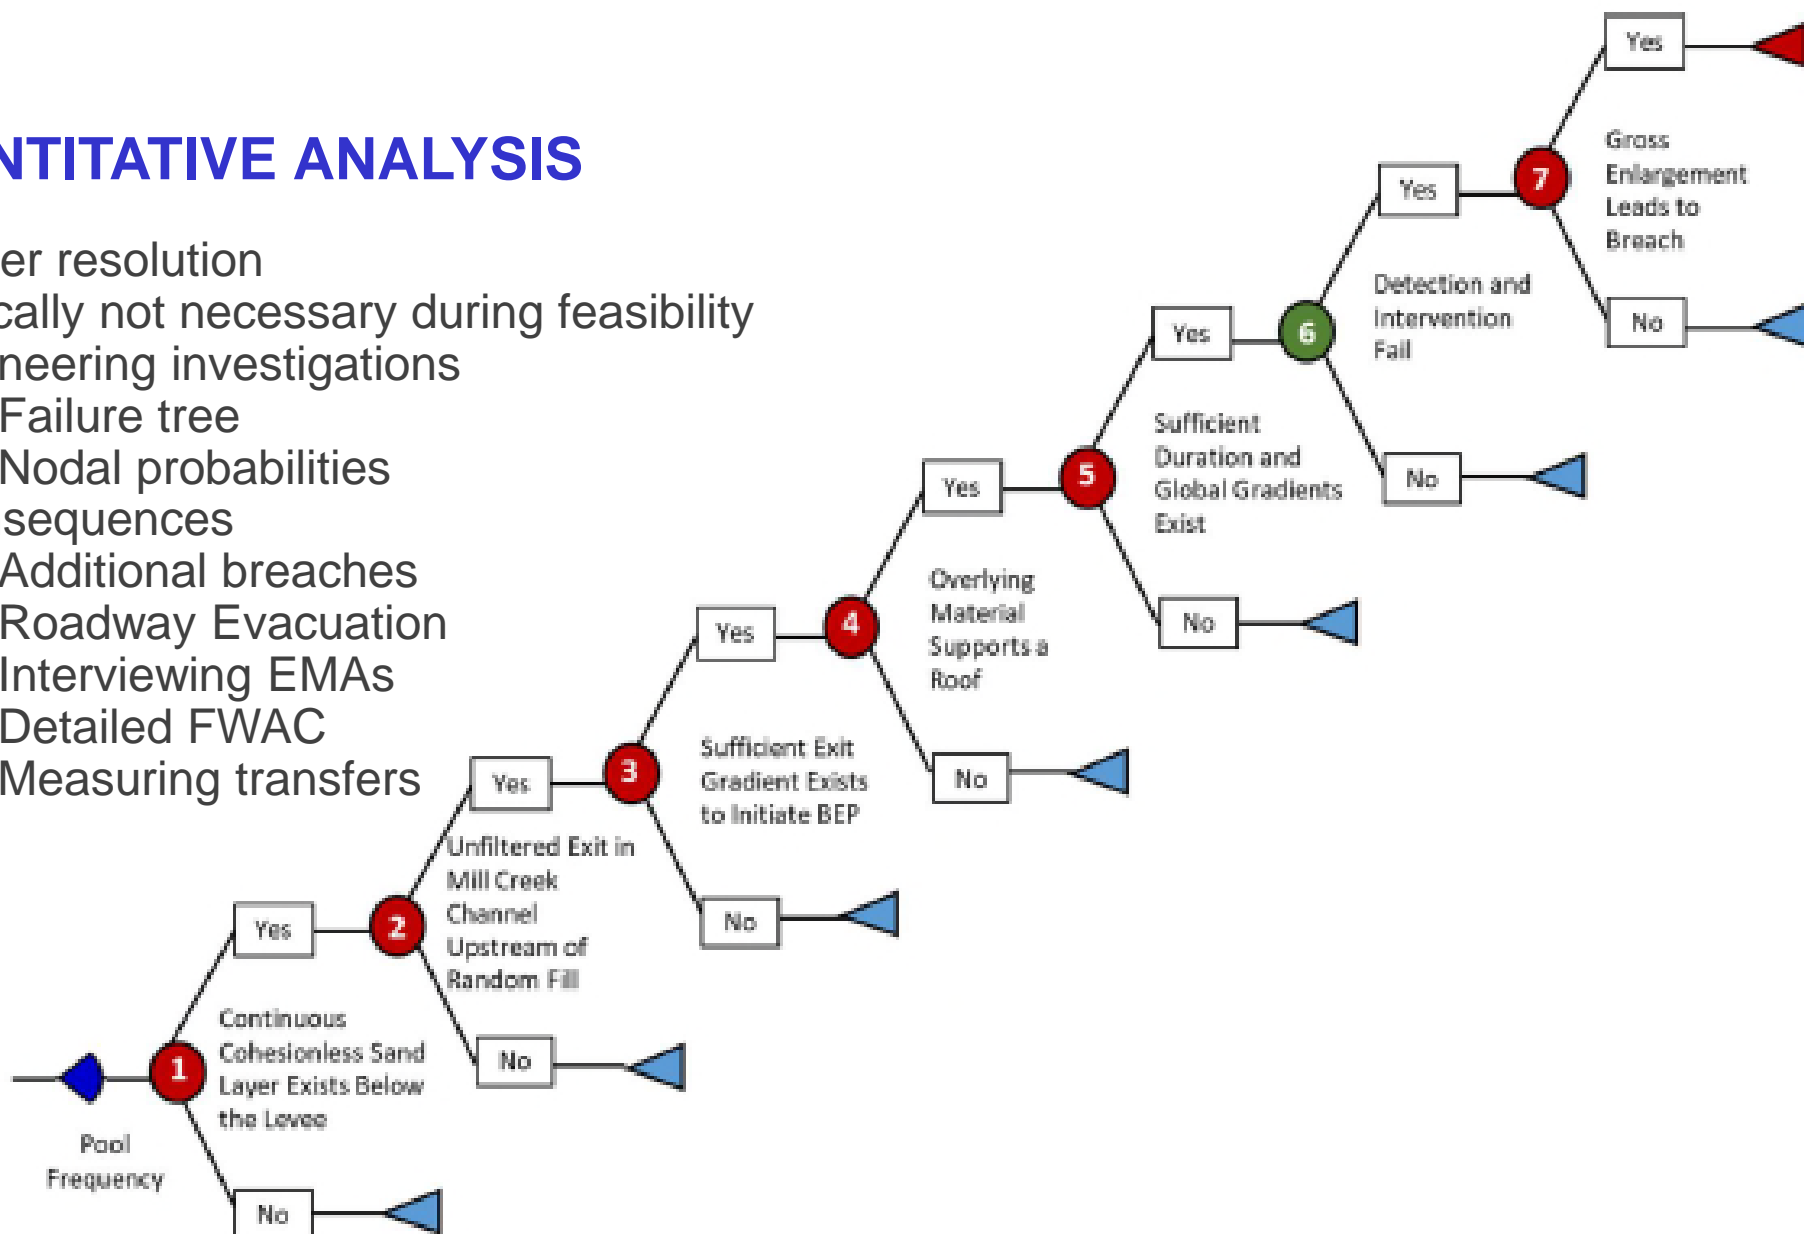 NTITATIVE ANALYSIS
er resolution
cally not necessary during feasibility
neering investigations
Failure tree
Nodal probabilities
sequences
Additional breaches
Roadway Evacuation
Interviewing EMAs
Detailed FWAC
Measuring transfers
Pool
Frequency
1
Continuous
Cohesionless Sand
Layer Exists Below
the Levee
Yes
No
2
Unfiltered Exit in
Mill Creek
Channel
Upstream of
Random Fill
Yes
No
3
Sufficient Exit
Gradient Exists
to Initiate BEP
Yes
No
4
Overlying
Material
Supports a
Roof
Yes
No
5
Sufficient
Duration and
Global Gradients
Exist
Yes
No
6
Detection and
Intervention
Fail
Yes
No
7
Gross
Enlargement
Leads to
Breach
Yes
No